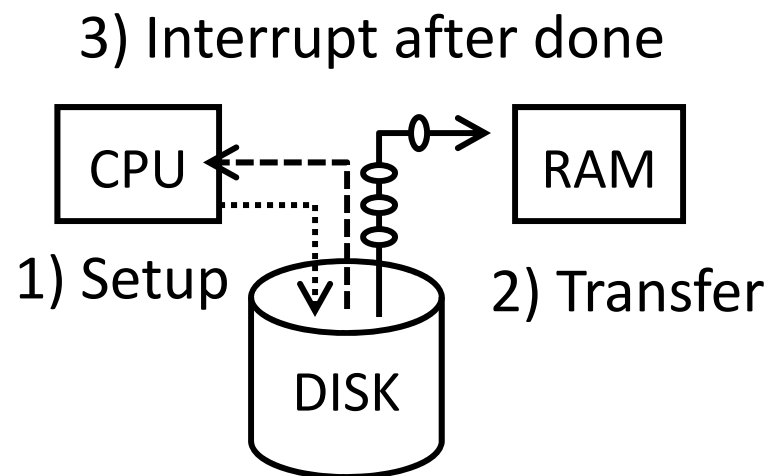 3) Interrupt after done
CPU
RAM
1) Setup
2) Transfer
DISK